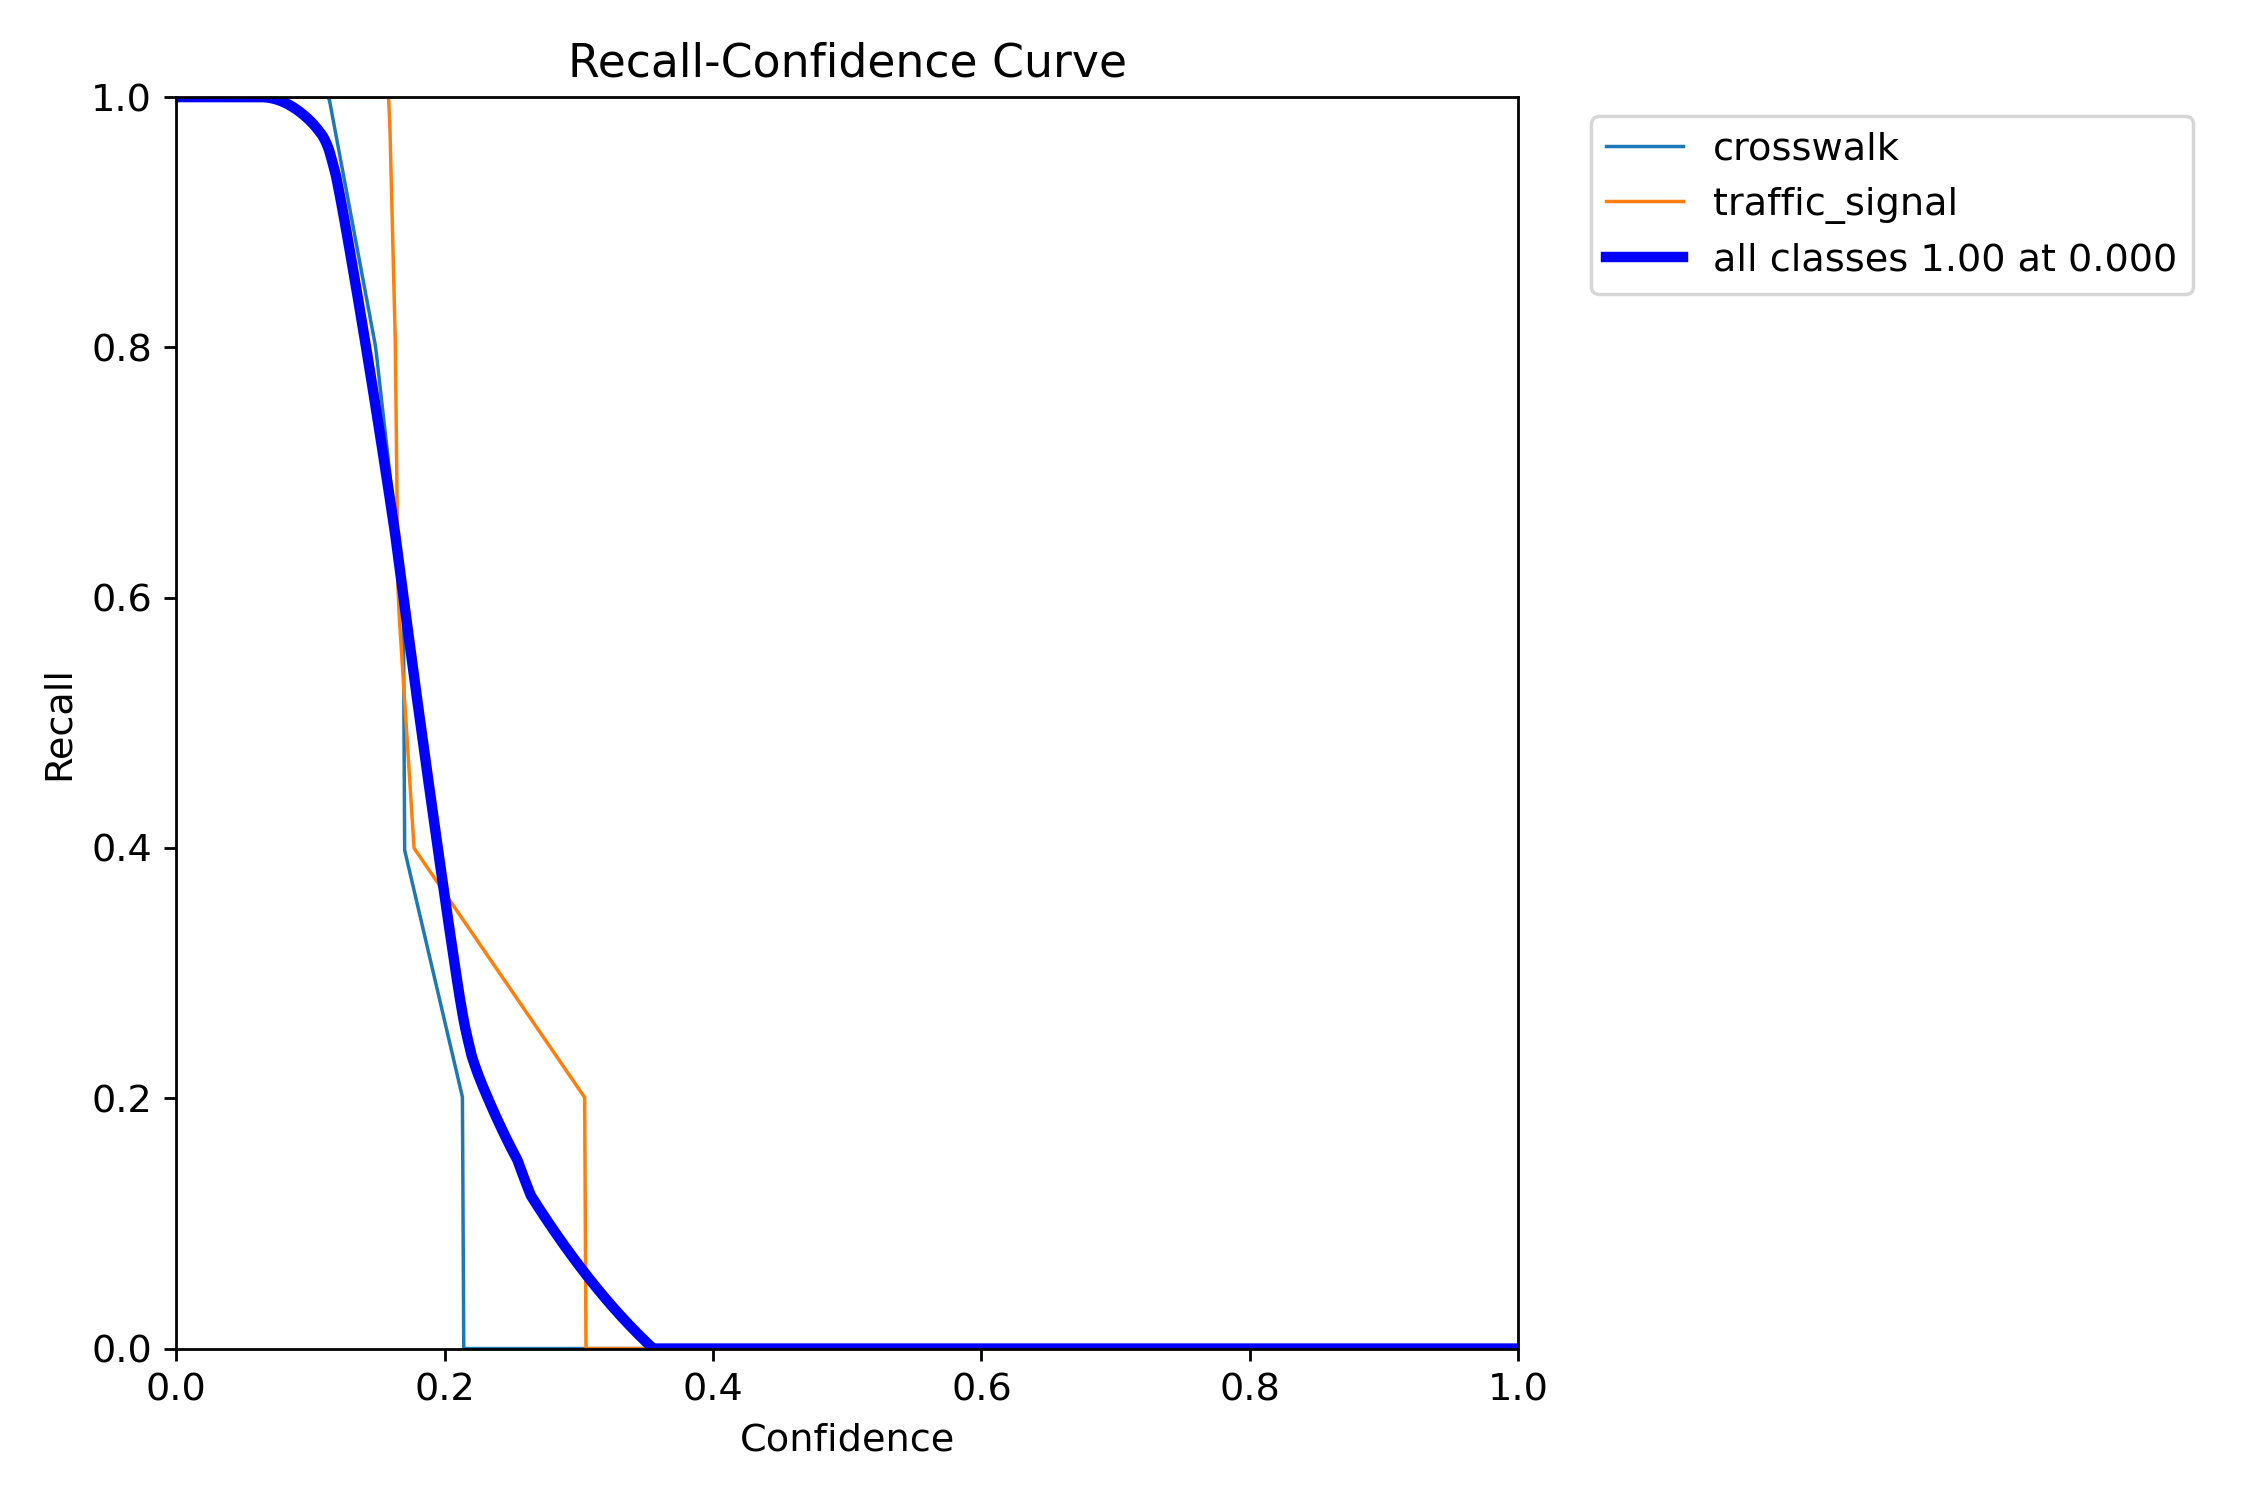 Recall-Confidence Curve
crosswalk
traffic_signal
all classes 1.00 at 0.000
Recall
1.0
0.8
0.6
0.4
0.2
0.0
0.0 0.2 0.4 0.6 0.8 1.0
Confidence